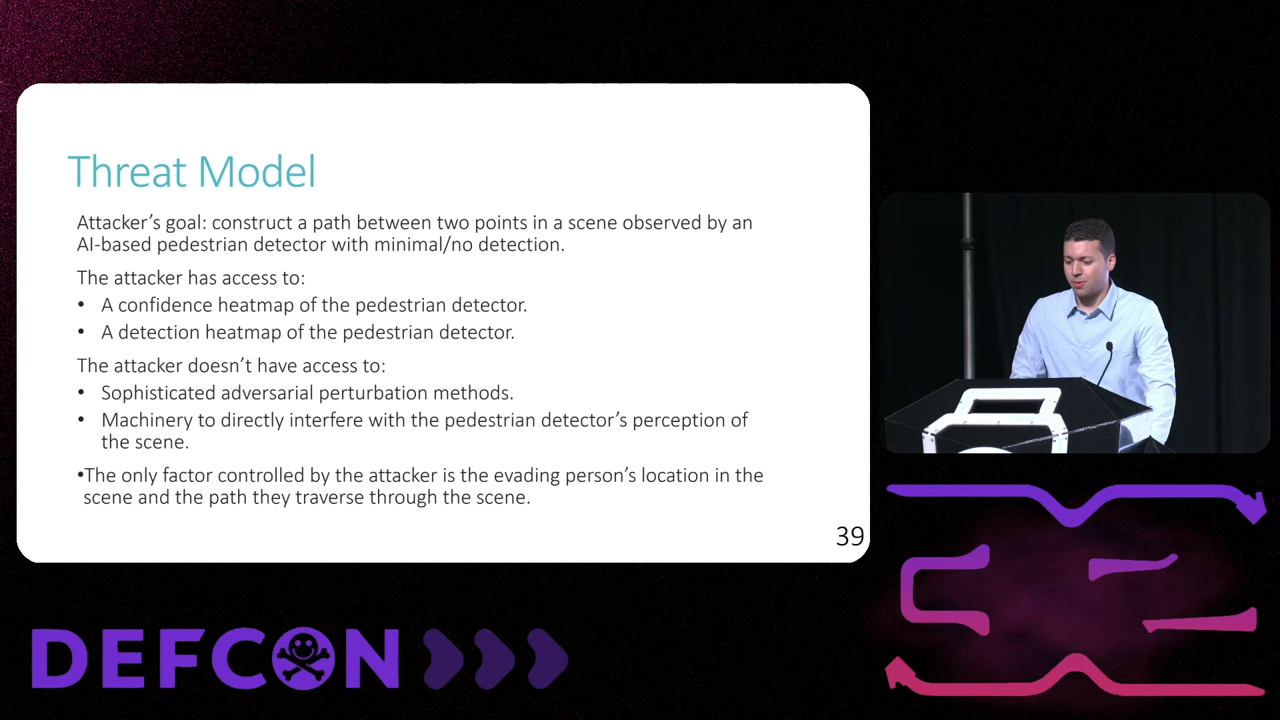 Threat Model
Attacker’s goal: construct a path between two points in a scene observed by an
AI-based pedestrian detector with minimal/no detection.
The attacker has access to:
• A confidence heatmap of the pedestrian detector.
• A detection heatmap of the pedestrian detector.
The attacker doesn’t have access to:
• Sophisticated adversarial perturbation methods.
• Machinery to directly interfere with the pedestrian detector’s perception of
the scene.
•The only factor controlled by the attacker is the evading person’s location in the
scene and the path they traverse through the scene.
39
DEFCON